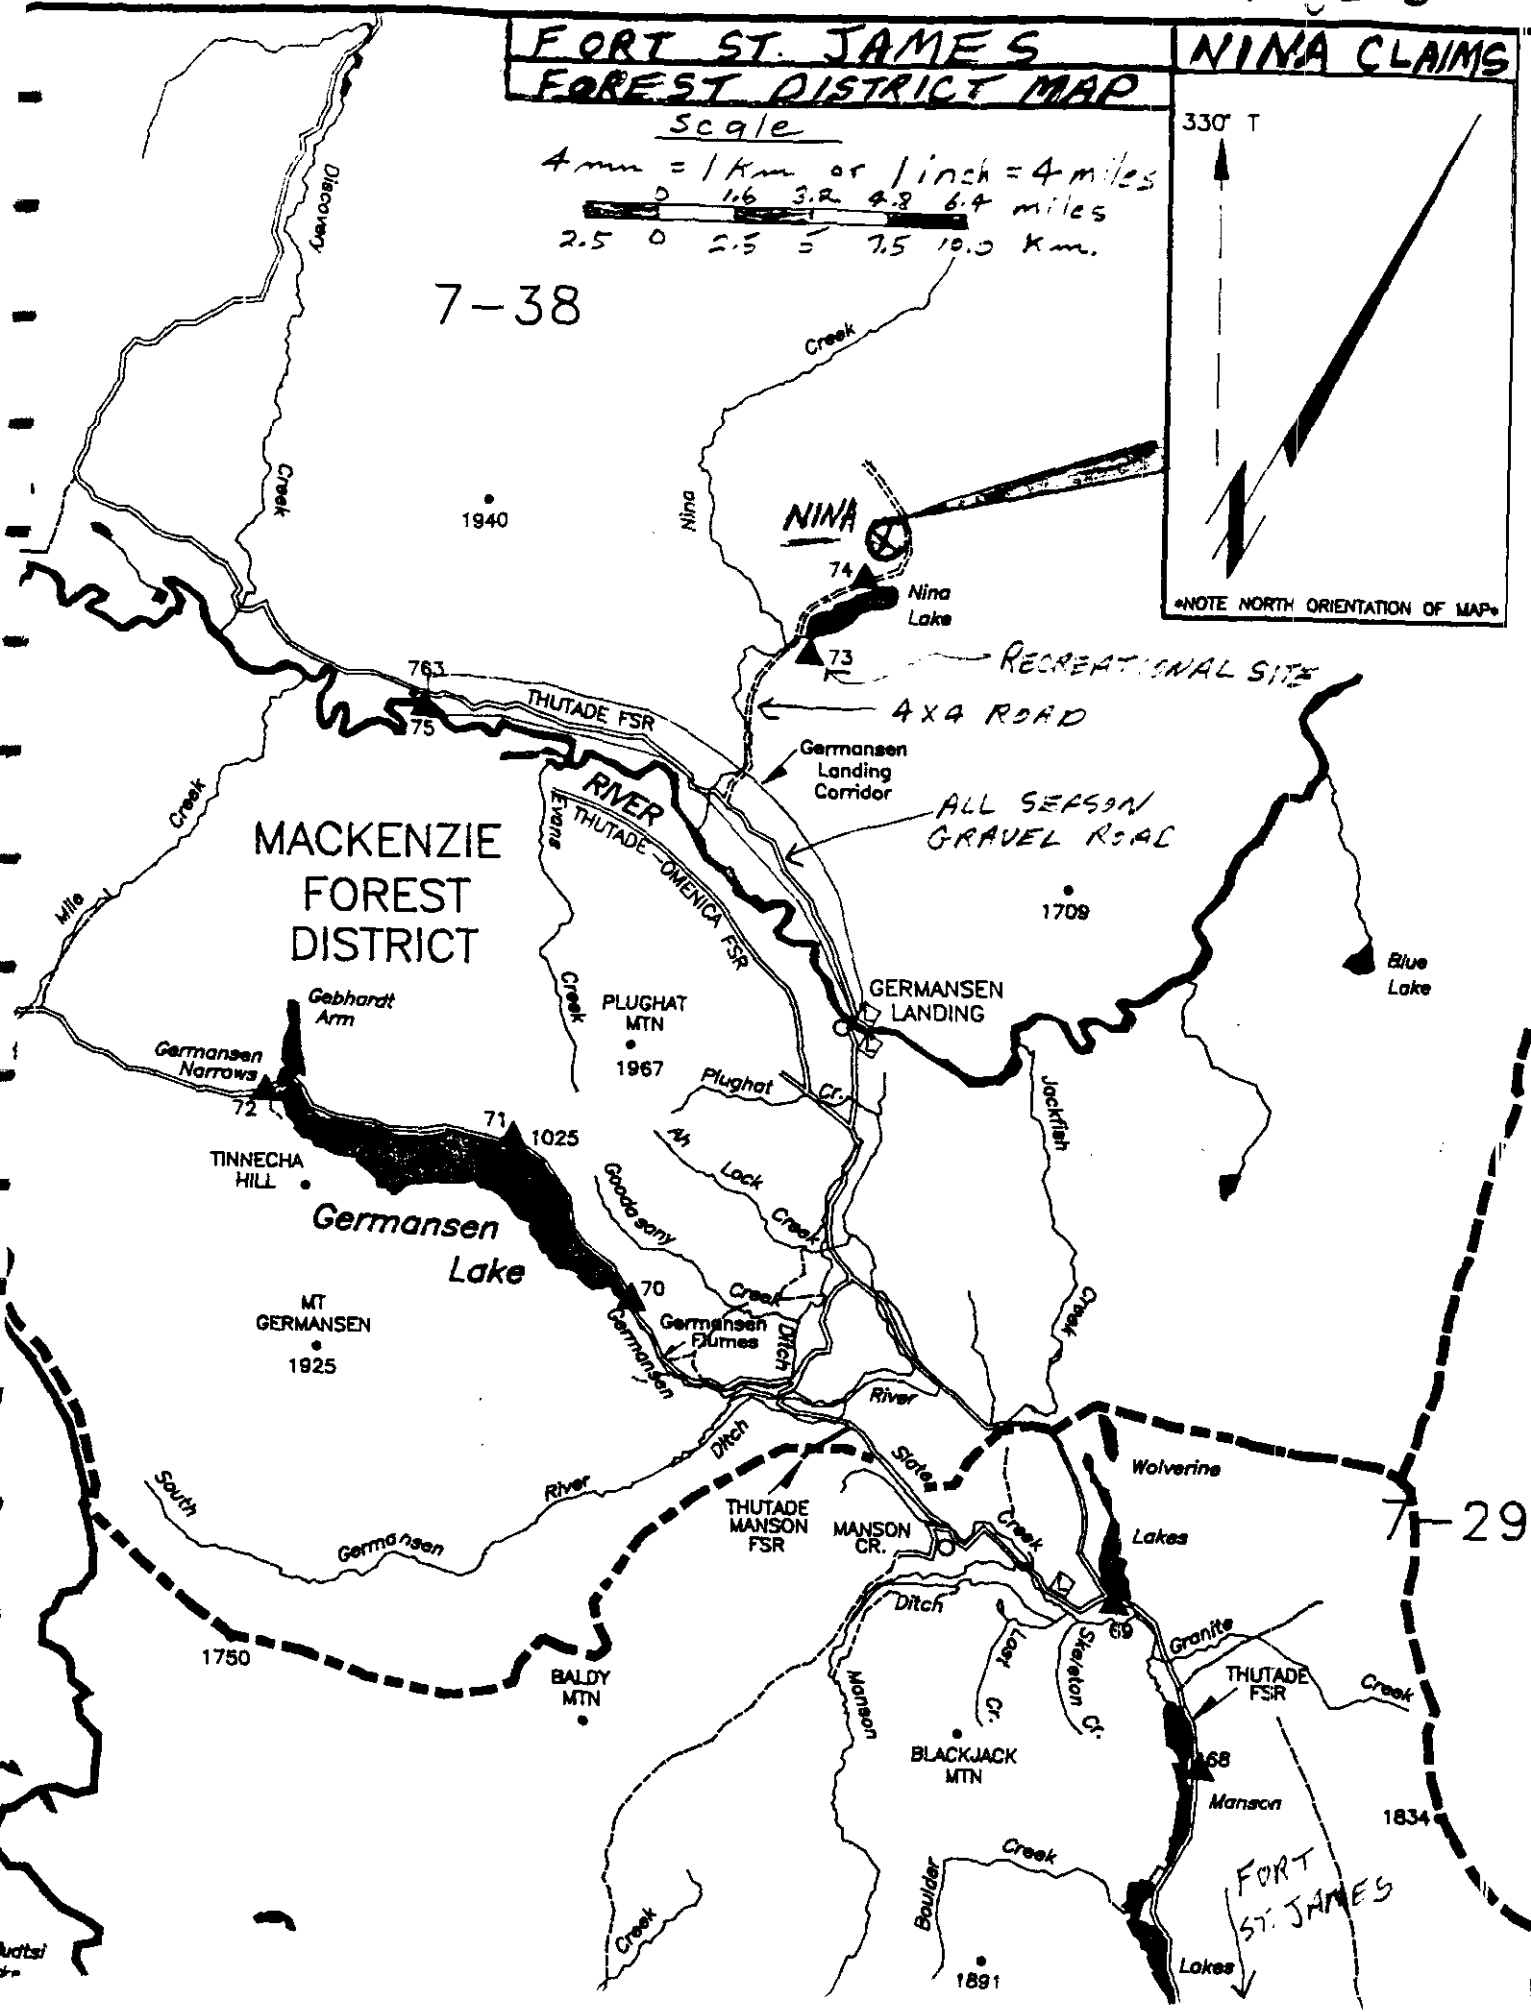 FORT ST. JAMES
FOREST DISTRICT MAP
NINA CLAIMS
scale
4 mm = 1 Km or 1 inch = 4 miles
0 1.6 3.2 4.8 6.4 miles
2.5 0 2.5 5 7.5 10.0 Km.
330° T
*NOTE NORTH ORIENTATION OF MAP*
Discovery
Creek
7-38
Creek
Nina
1940
NINA
74
Nina
Lake
73
RECREATIONAL SITE
4X4 ROAD
763
75
THUTADE FSR
Germansen
Landing
Corridor
ALL SEASON
GRAVEL ROAD
RIVER
Evans
THUTADE-OMENICA FSR
Creek
Mile
MACKENZIE
FOREST
DISTRICT
1709
Blue
Lake
Gebhardt
Arm
Creek
PLUGHAT
MTN
1967
GERMANSEN
LANDING
Germansen
Narrows
72
Plughat Cr.
Jackfish
Creek
71
1025
Ah
Lock
Creek
TINNECHA
HILL
Goodasany
Creek
Germansen
Lake
70
MT
GERMANSEN
1925
Germansen
Flumes
Germansen
River
Ditch
Ditch
Slate
Creek
Wolverine
Lakes
7-29
South
Germansen
River
THUTADE
MANSON
FSR
MANSON
CR.
Ditch
69
Granite
Creek
Lost
Cr.
Skeleton
Cr.
THUTADE
FSR
1750
BALDY
MTN
Manson
BLACKJACK
MTN
68
Manson
Lakes
1834
Creek
Boulder
Creek
FORT
ST. JAMES
1891